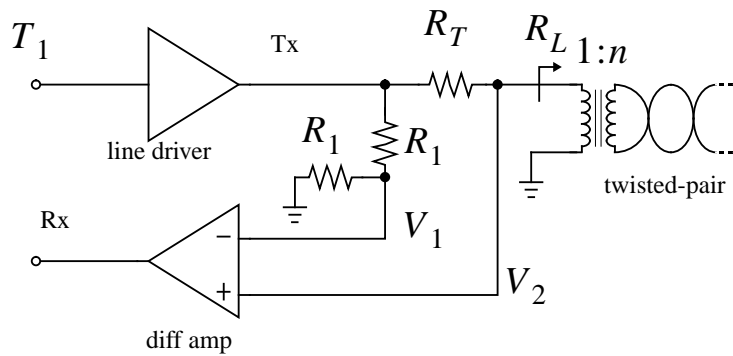 T1
Tx
RT
RL
1:n
line driver
R1
R1
twisted-pair
Rx
V1
−
+
V2
diff amp